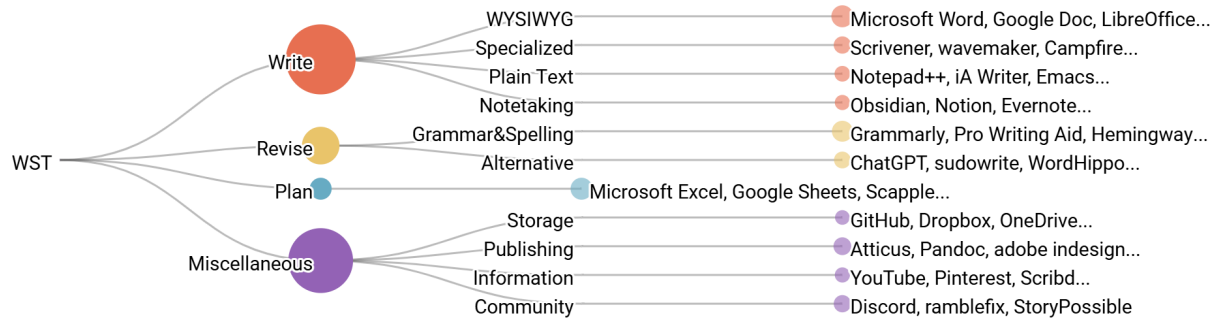 WYSIWYG Microsoft Word, Google Doc, LibreOffice...
Specialized Scrivener, wavemaker, Campfire...
Write
Plain Text Notepad++, iA Writer, Emacs...
Notetaking Obsidian, Notion, Evernote...
Grammar&Spelling Grammarly, Pro Writing Aid, Hemingway...
Revise
WST
Alternative ChatGPT, sudowrite, WordHippo...
Plan Microsoft Excel, Google Sheets, Scapple...
Storage GitHub, Dropbox, OneDrive...
Publishing Atticus, Pandoc, adobe indesign...
Miscellaneous
Information YouTube, Pinterest, Scribd...
Community Discord, ramblefix, StoryPossible